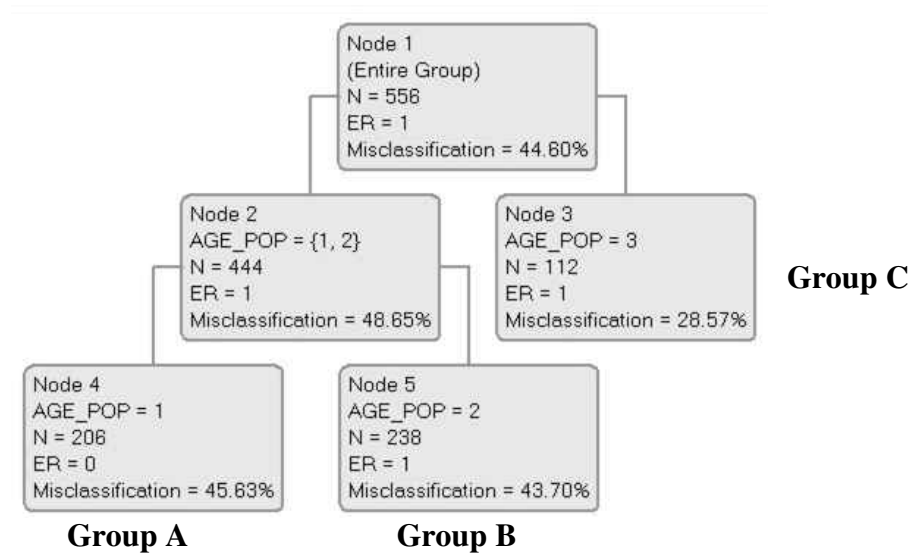 Node 1
(Entire Group)
N = 556
ER = 1
Misclassification = 44.60%
Node 2
AGE_POP = {1, 2}
N = 444
ER = 1
Misclassification = 48.65%
Node 3
AGE_POP = 3
N = 112
ER = 1
Misclassification = 28.57%
Group C
Node 4
AGE_POP = 1
N = 206
ER = 0
Misclassification = 45.63%
Node 5
AGE_POP = 2
N = 238
ER = 1
Misclassification = 43.70%
Group A
Group B